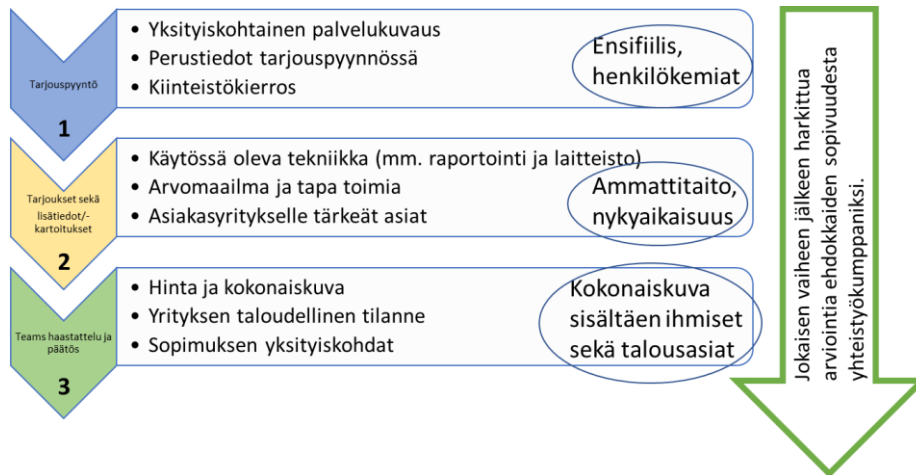 Tarjouspyyntö
1
• Yksityiskohtainen palvelukuvaus
• Perustiedot tarjouspyynnössä
• Kiinteistökierros
Ensifiilis,
henkilökemiat
Tarjoukset sekä
lisätiedot/-
kartoitukset
2
• Käytössä oleva tekniikka (mm. raportointi ja laitteisto)
• Arvomaailma ja tapa toimia
• Asiakasyritykselle tärkeät asiat
Ammattitaito,
nykyaikaisuus
Teams haastattelu ja
päätös
3
• Hinta ja kokonaiskuva
• Yrityksen taloudellinen tilanne
• Sopimuksen yksityiskohdat
Kokonaiskuva
sisältäen ihmiset
sekä talousasiat
Jokaisen vaiheen jälkeen harkittua
arviointia ehdokkaiden sopivuudesta
yhteistyökumppaniksi.